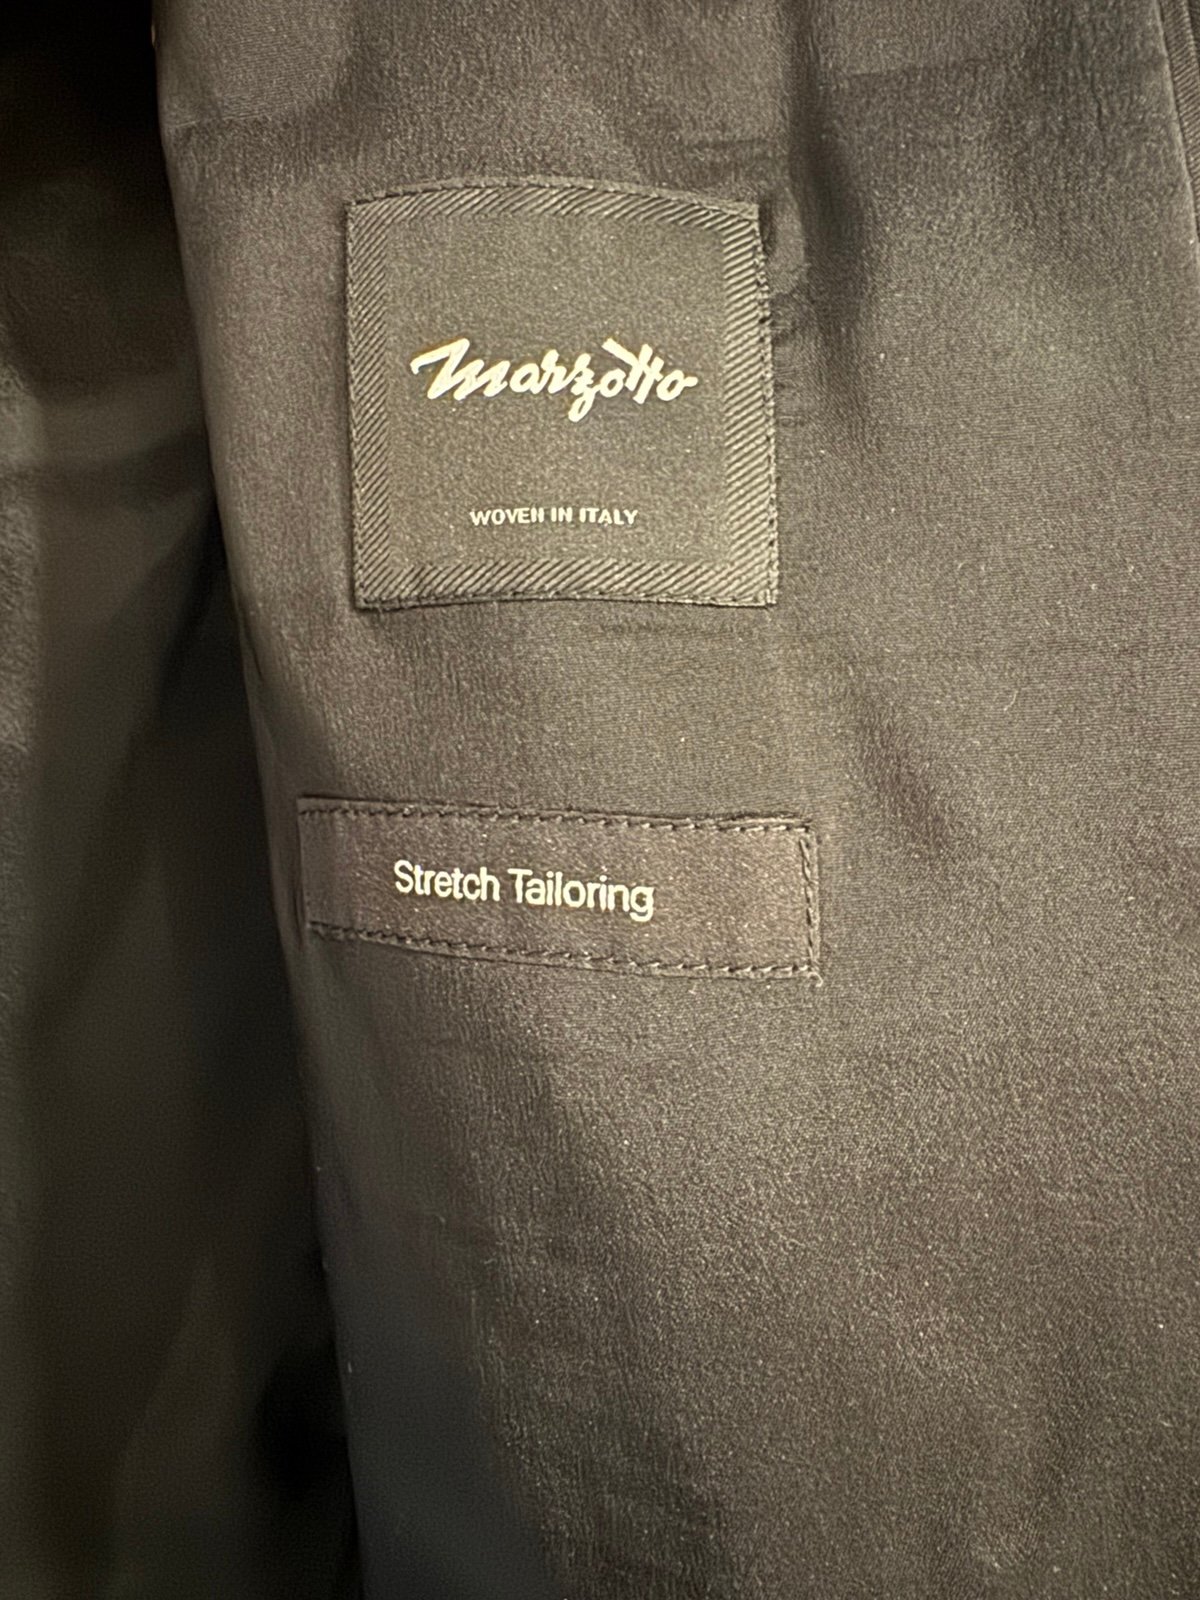 Marzotto
WOVEN IN ITALY
Stretch Tailoring